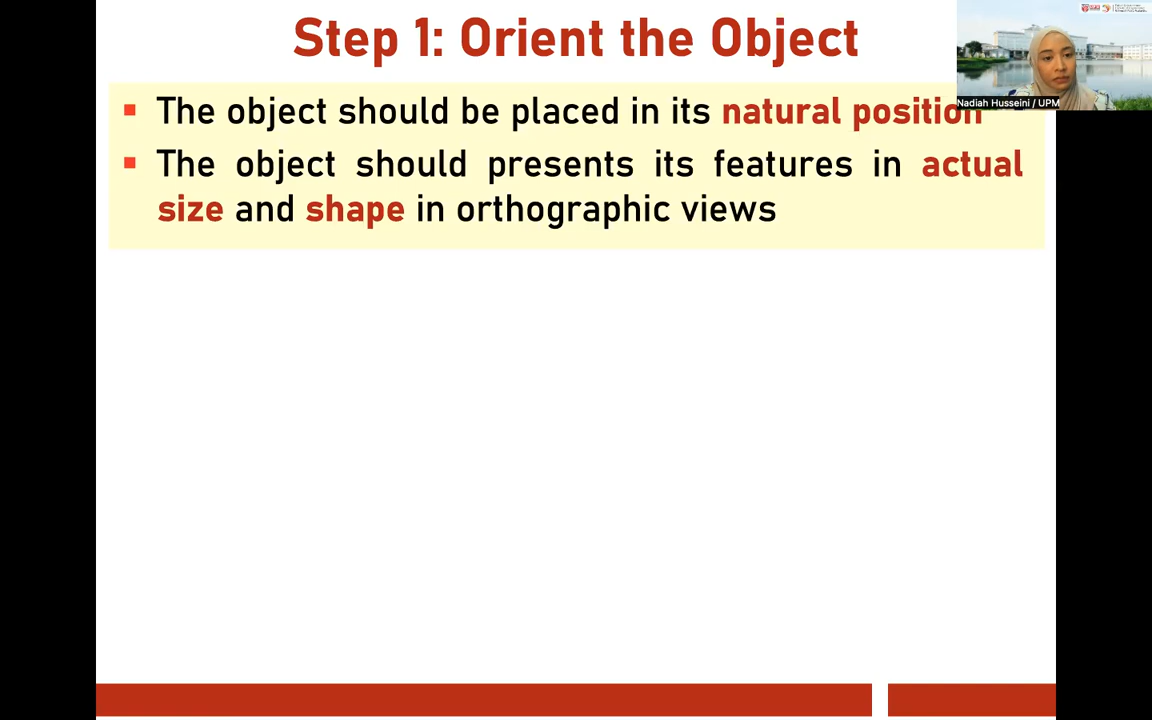 Step 1: Orient the Object
▪ The object should be placed in its natural position
▪ The object should presents its features in actual
size and shape in orthographic views
Nadiah Husseini / UPM